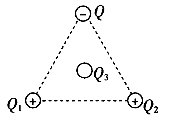 − Q
Q₃
Q₁ + + Q₂